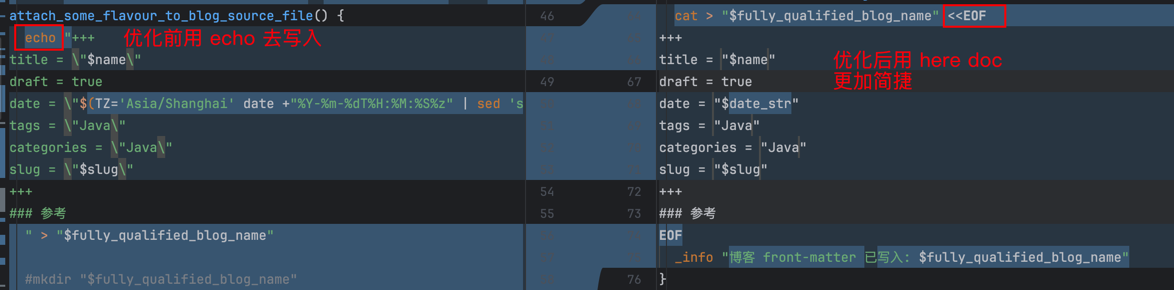 attach_some_flavour_to_blog_source_file() {
echo "+++
优化前用 echo 去写入
title = \"$name\"
draft = true
date = \"$(TZ='Asia/Shanghai' date +"%Y-%m-%dT%H:%M:%S%z" | sed 's
tags = \"Java\"
categories = \"Java\"
slug = \"$slug\"
+++
### 参考
" > "$fully_qualified_blog_name"
#mkdir "$fully_qualified_blog_name"
46
49 67
54 72
55 73
76
cat > "$fully_qualified_blog_name" <<EOF
+++
优化后用 here doc
更加简捷
title = "$name"
draft = true
date = "$date_str"
tags = "Java"
categories = "Java"
slug = "$slug"
+++
### 参考
EOF
_info "博客 front-matter 已写入: $fully_qualified_blog_name"
}